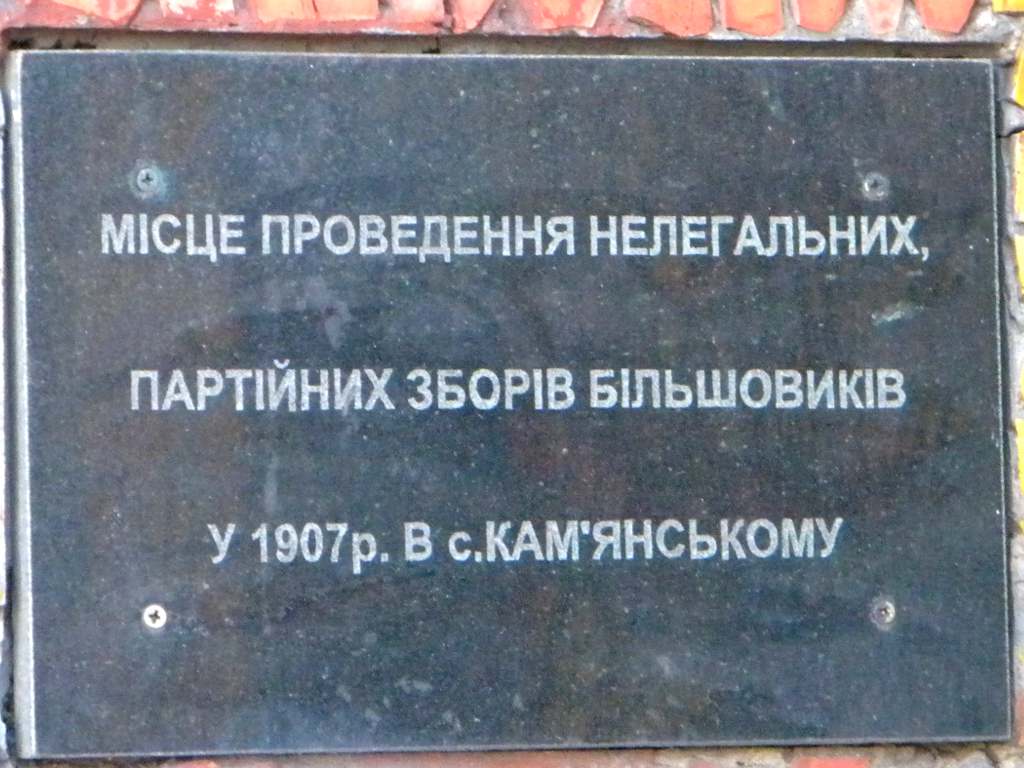 МІСЦЕ ПРОВЕДЕННЯ НЕЛЕГАЛЬНИХ,
ПАРТІЙНИХ ЗБОРІВ БІЛЬШОВИКІВ
У 1907р. В с.КАМ'ЯНСЬКОМУ